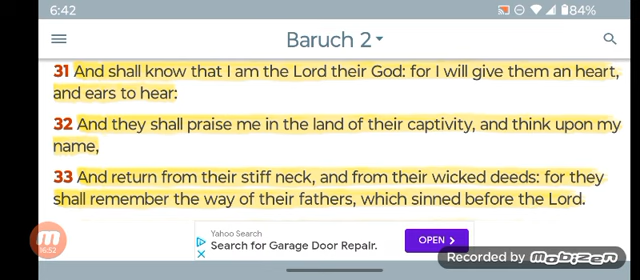 6:42
84%
Baruch 2
31 And shall know that I am the Lord their God: for I will give them an heart,
and ears to hear:
32 And they shall praise me in the land of their captivity, and think upon my
name,
33 And return from their stiff neck, and from their wicked deeds: for they
shall remember the way of their fathers, which sinned before the Lord.
M
16:52
Yahoo Search
Search for Garage Door Repair.
OPEN
Recorded by mobizen